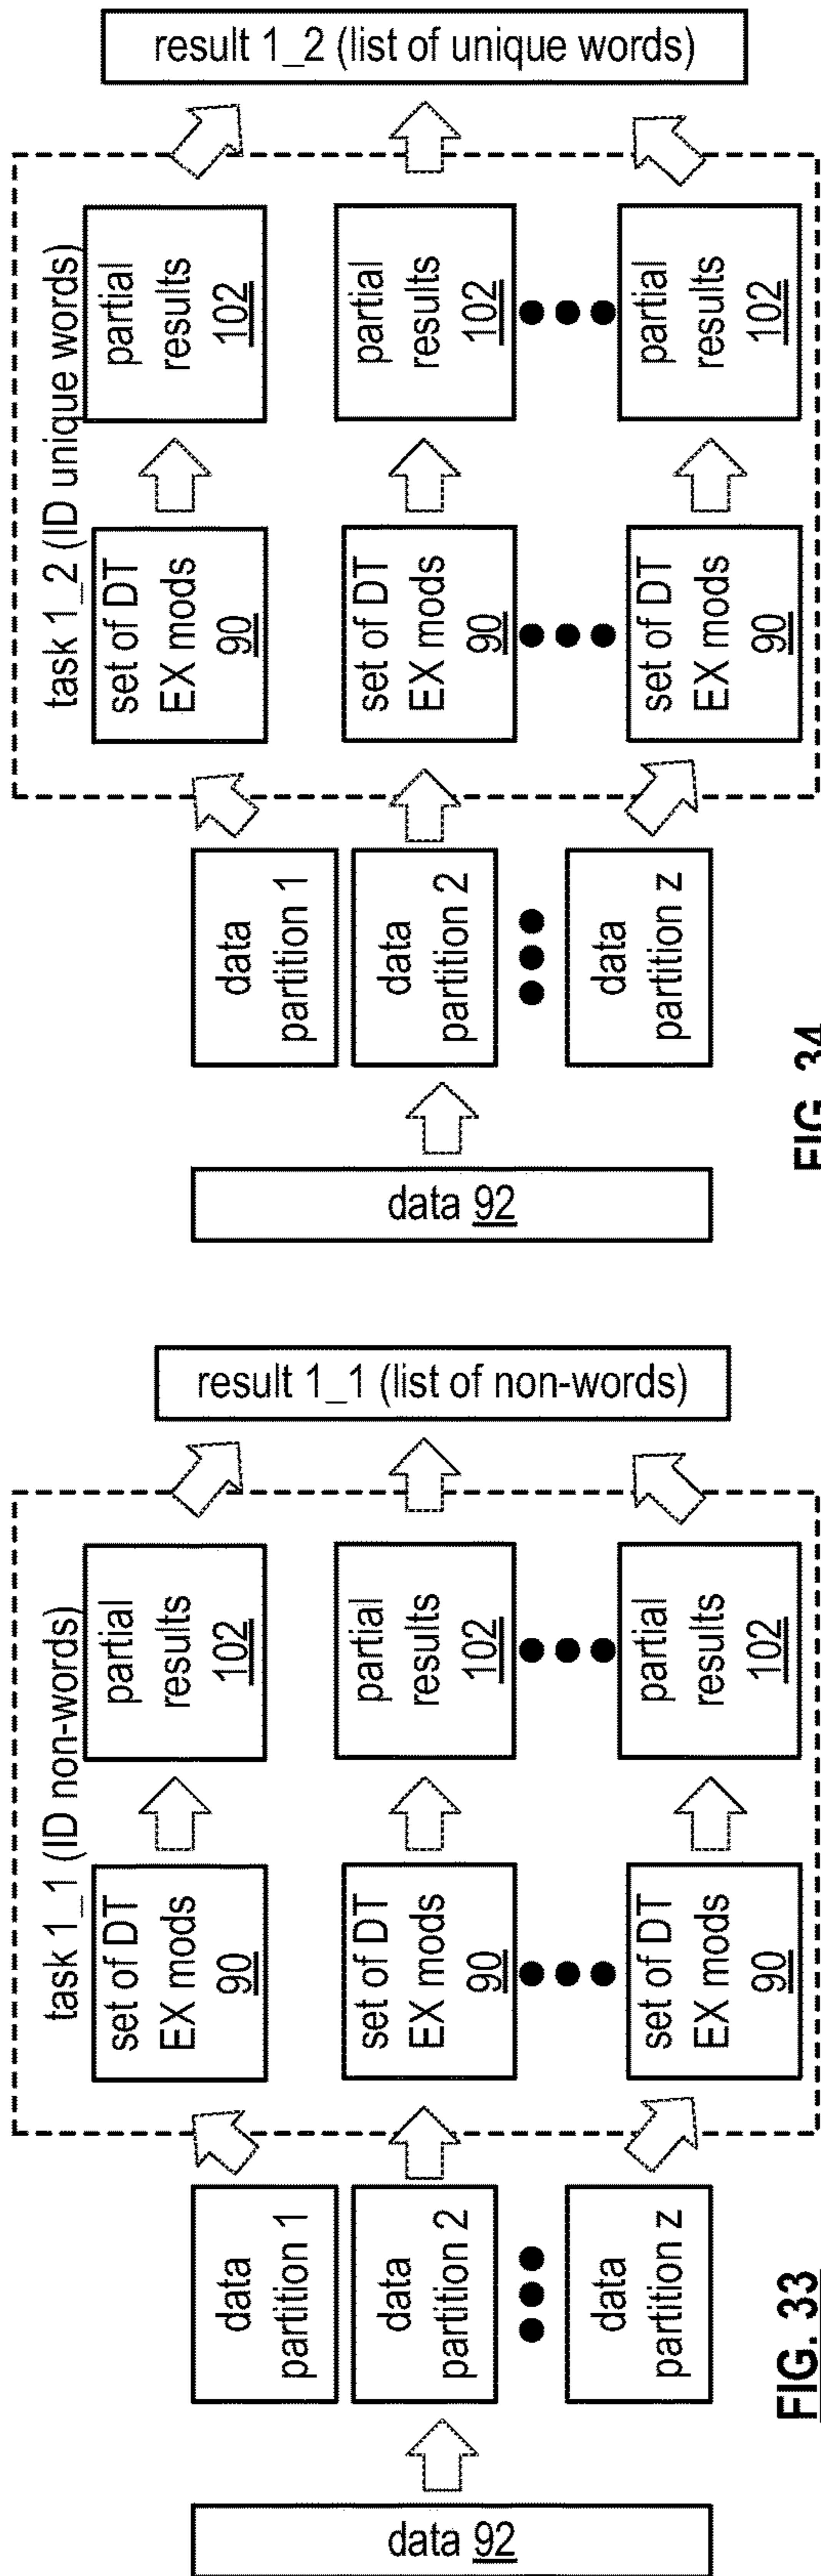 task 1_1 (ID non-words)
data 92
data
partition 1
data
partition 2
data
partition z
set of DT
EX mods
90
set of DT
EX mods
90
set of DT
EX mods
90
partial
results
102
partial
results
102
partial
results
102
result 1_1 (list of non-words)
FIG. 33
task 1_2 (ID unique words)
data 92
data
partition 1
data
partition 2
data
partition z
set of DT
EX mods
90
set of DT
EX mods
90
set of DT
EX mods
90
partial
results
102
partial
results
102
partial
results
102
result 1_2 (list of unique words)
FIG. 34